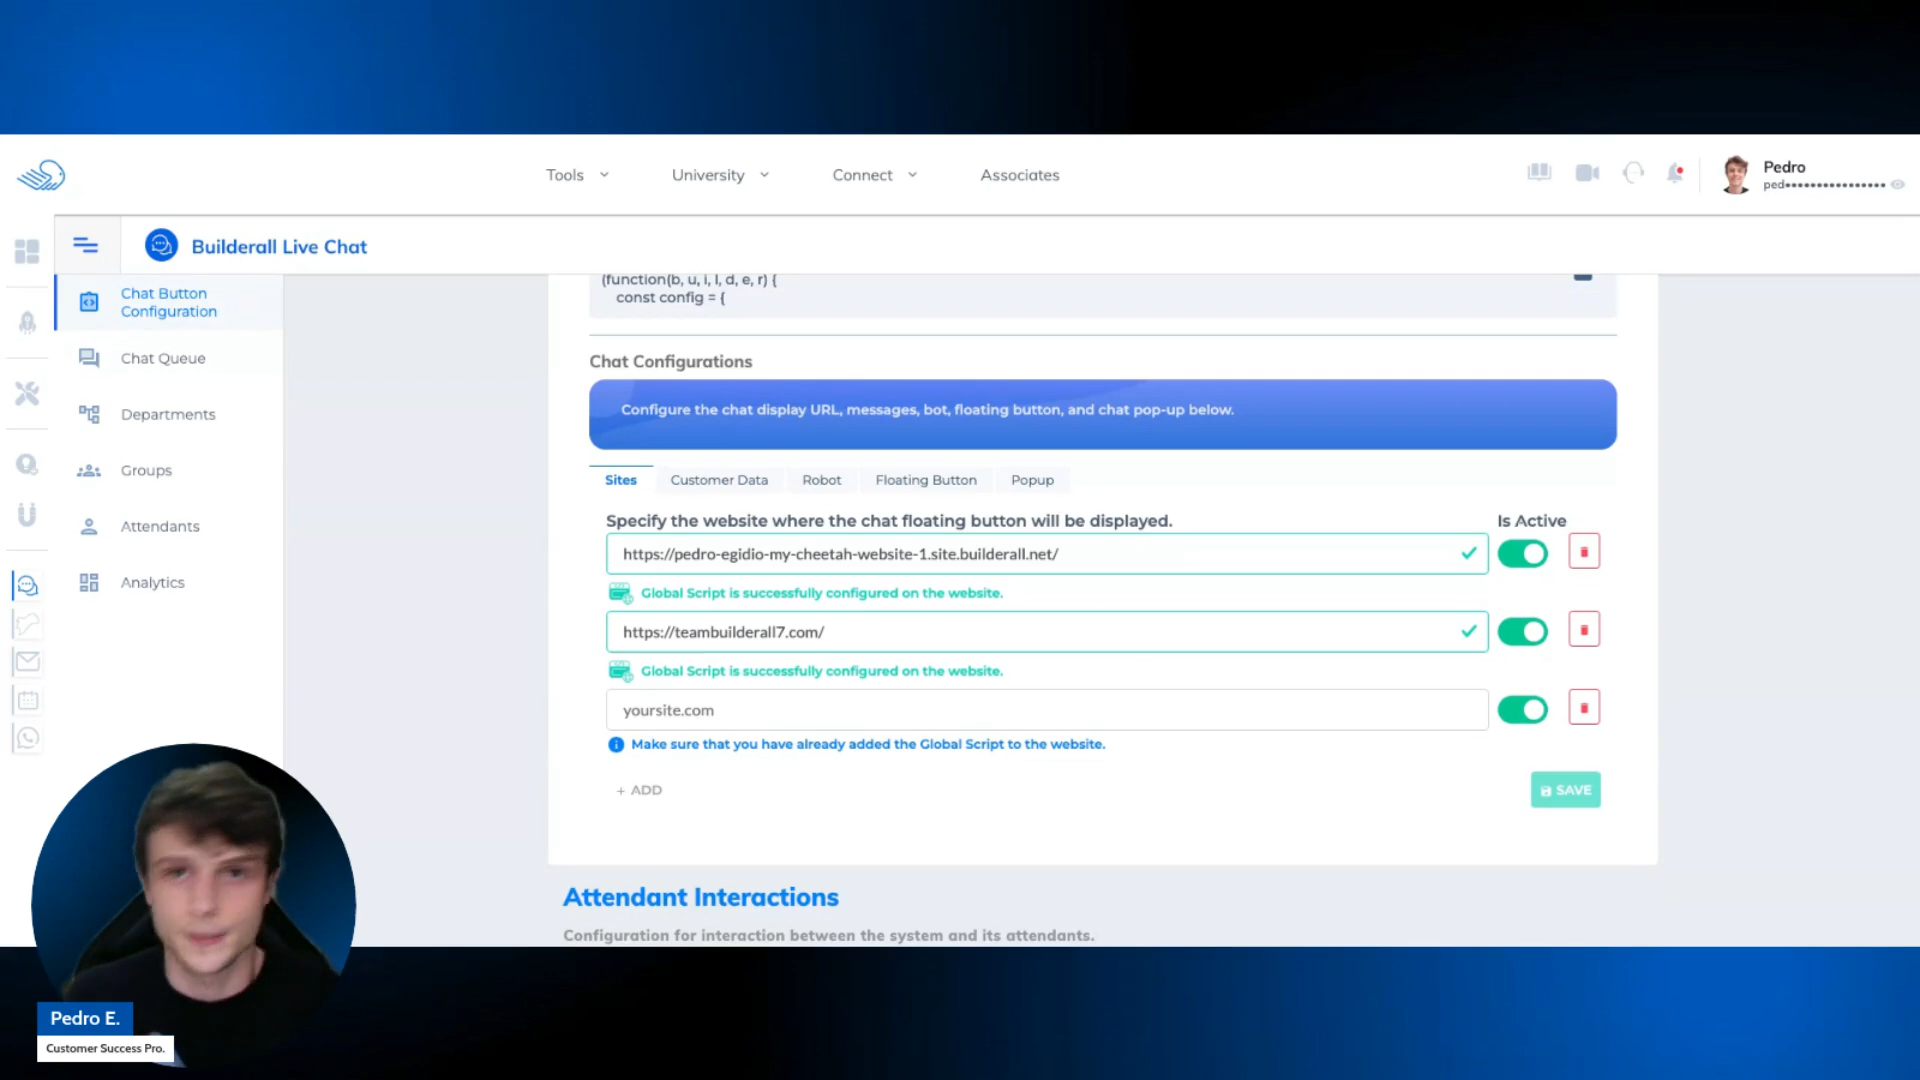 Tools
University
Connect
Associates
Pedro
ped••••••••••••••••
Builderall Live Chat
Chat Button
Configuration
Chat Queue
Departments
Groups
Attendants
Analytics
(function(b, u, i, l, d, e, r) {
const config = {
Chat Configurations
Configure the chat display URL, messages, bot, floating button, and chat pop-up below.
Sites
Customer Data
Robot
Floating Button
Popup
Specify the website where the chat floating button will be displayed.
Is Active
https://pedro-egidio-my-cheetah-website-1.site.builderall.net/
Global Script is successfully configured on the website.
https://teambuilderall7.com/
Global Script is successfully configured on the website.
yoursite.com
Make sure that you have already added the Global Script to the website.
+ ADD
SAVE
Attendant Interactions
Configuration for interaction between the system and its attendants.
Pedro E.
Customer Success Pro.